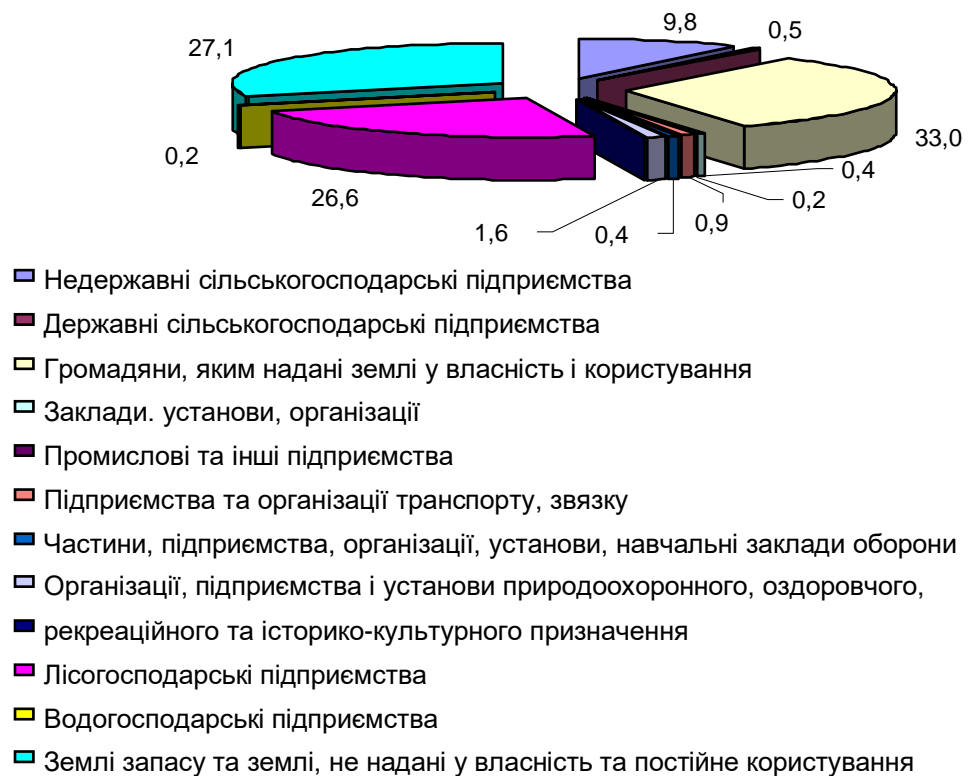 27,1
9,8
0,5
33,0
0,4
0,2
0,9
0,4
1,6
26,6
0,2
Недержавні сільськогосподарські підприємства
Державні сільськогосподарські підприємства
Громадяни, яким надані землі у власність і користування
Заклади. установи, організації
Промислові та інші підприємства
Підприємства та організації транспорту, звязку
Частини, підприємства, організації, установи, навчальні заклади оборони
Організації, підприємства і установи природоохоронного, оздоровчого,
рекреаційного та історико-культурного призначення
Лісогосподарські підприємства
Водогосподарські підприємства
Землі запасу та землі, не надані у власність та постійне користування